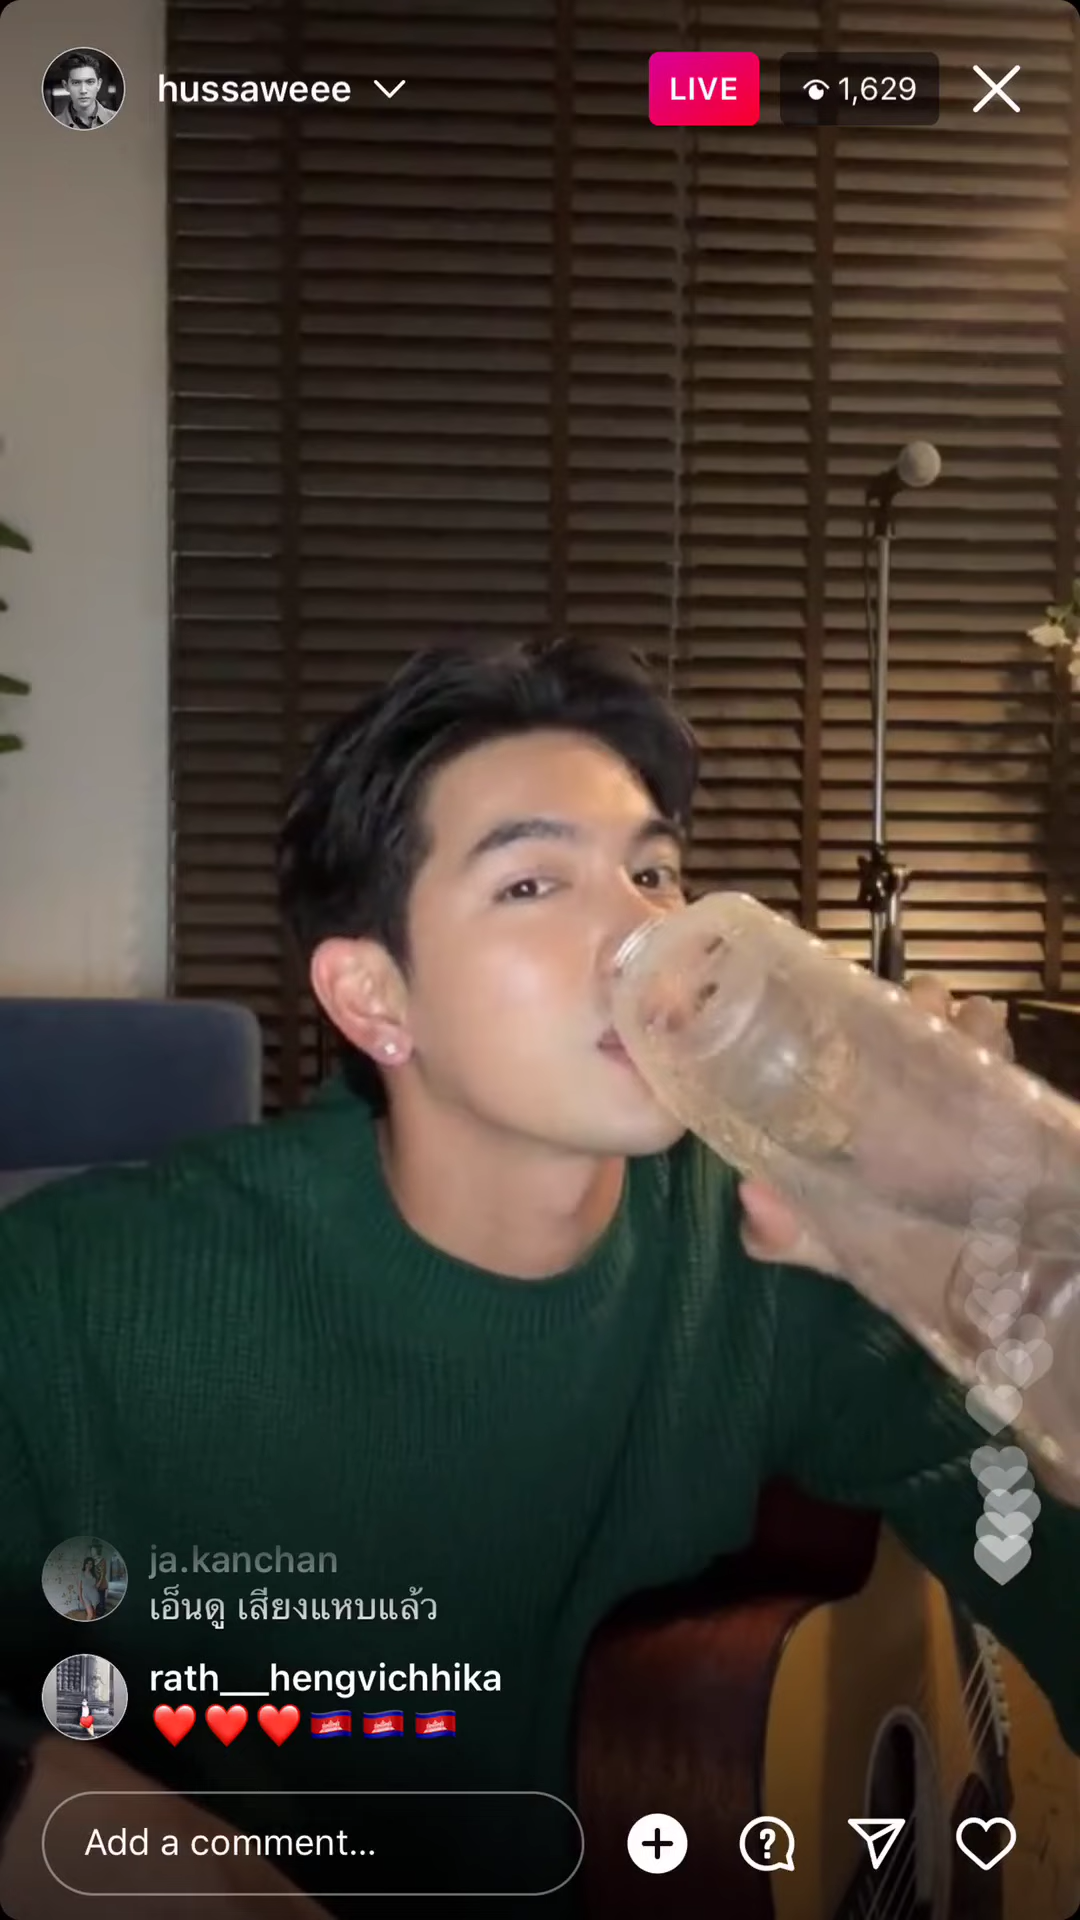 hussaweee
LIVE
1,629
ja.kanchan
เอ็นดู เสียงแหบแล้ว
rath___hengvichhika
❤️❤️❤️🇰🇭🇰🇭🇰🇭
Add a comment...